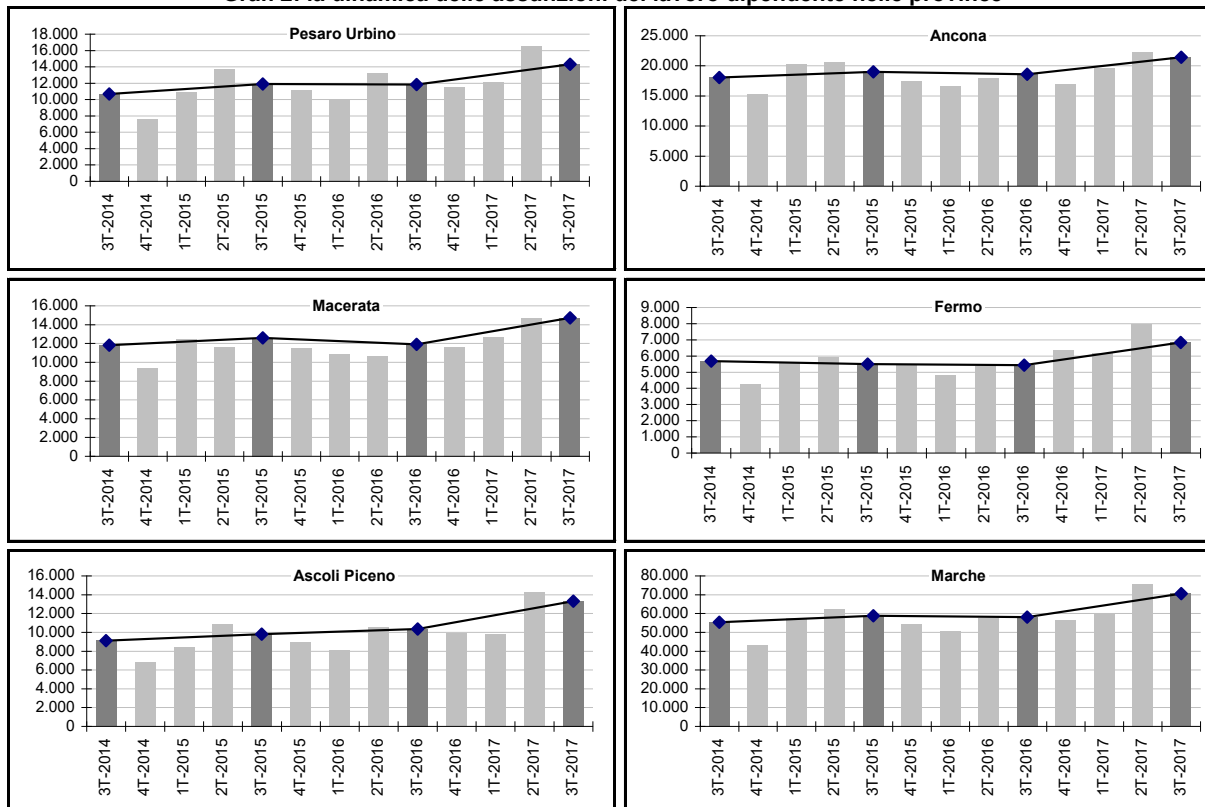 2: la dinamica delle assunzioni del lavoro dipendente nelle province
Pesaro Urbino
18.000
16.000
14.000
12.000
10.000
8.000
6.000
4.000
2.000
0
3T-2014
4T-2014
1T-2015
2T-2015
3T-2015
4T-2015
1T-2016
2T-2016
3T-2016
4T-2016
1T-2017
2T-2017
3T-2017
Ancona
25.000
20.000
15.000
10.000
5.000
0
3T-2014
4T-2014
1T-2015
2T-2015
3T-2015
4T-2015
1T-2016
2T-2016
3T-2016
4T-2016
1T-2017
2T-2017
3T-2017
Macerata
16.000
14.000
12.000
10.000
8.000
6.000
4.000
2.000
0
3T-2014
4T-2014
1T-2015
2T-2015
3T-2015
4T-2015
1T-2016
2T-2016
3T-2016
4T-2016
1T-2017
2T-2017
3T-2017
Fermo
9.000
8.000
7.000
6.000
5.000
4.000
3.000
2.000
1.000
0
3T-2014
4T-2014
1T-2015
2T-2015
3T-2015
4T-2015
1T-2016
2T-2016
3T-2016
4T-2016
1T-2017
2T-2017
3T-2017
Ascoli Piceno
16.000
14.000
12.000
10.000
8.000
6.000
4.000
2.000
0
3T-2014
4T-2014
1T-2015
2T-2015
3T-2015
4T-2015
1T-2016
2T-2016
3T-2016
4T-2016
1T-2017
2T-2017
3T-2017
Marche
80.000
70.000
60.000
50.000
40.000
30.000
20.000
10.000
0
3T-2014
4T-2014
1T-2015
2T-2015
3T-2015
4T-2015
1T-2016
2T-2016
3T-2016
4T-2016
1T-2017
2T-2017
3T-2017